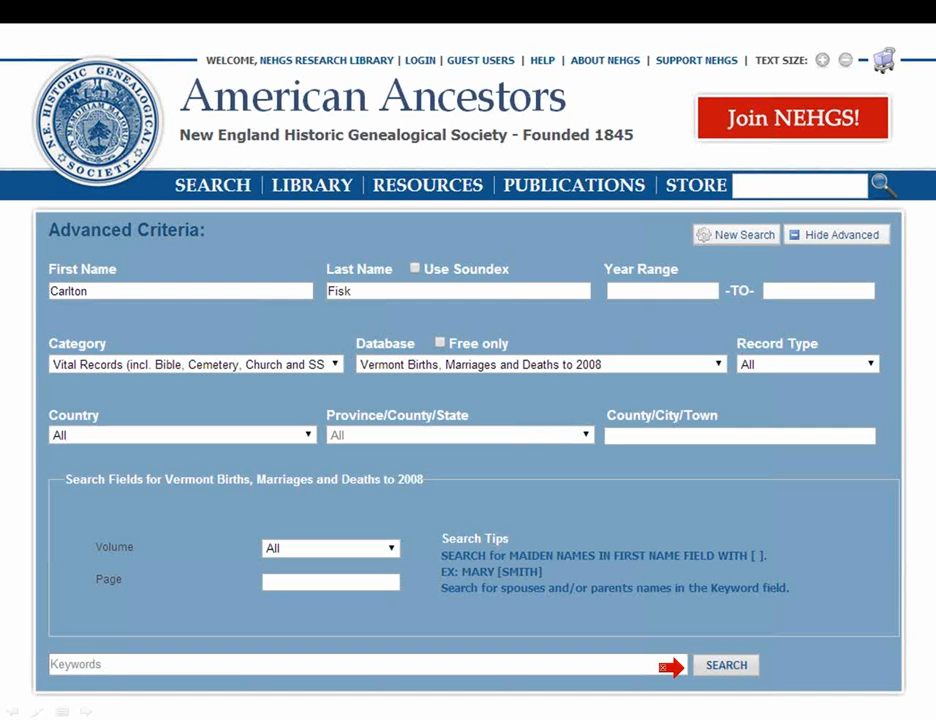 WELCOME, NEHGS RESEARCH LIBRARY | LOGIN | GUEST USERS | HELP | ABOUT NEHGS | SUPPORT NEHGS | TEXT SIZE:
N.E. HISTORIC GENEALOGICAL SOCIETY
American Ancestors
New England Historic Genealogical Society - Founded 1845
Join NEHGS!
SEARCH | LIBRARY | RESOURCES | PUBLICATIONS | STORE
Advanced Criteria:
New Search
Hide Advanced
First Name
Last Name Use Soundex
Year Range
Carlton
Fisk
-TO-
Category
Database Free only
Record Type
Vital Records (incl. Bible, Cemetery, Church and SS
Vermont Births, Marriages and Deaths to 2008
All
Country
Province/County/State
County/City/Town
All
All
Search Fields for Vermont Births, Marriages and Deaths to 2008
Volume
All
Page
Search Tips
SEARCH for MAIDEN NAMES IN FIRST NAME FIELD WITH [ ].
EX: MARY [SMITH]
Search for spouses and/or parents names in the Keyword field.
Keywords
SEARCH